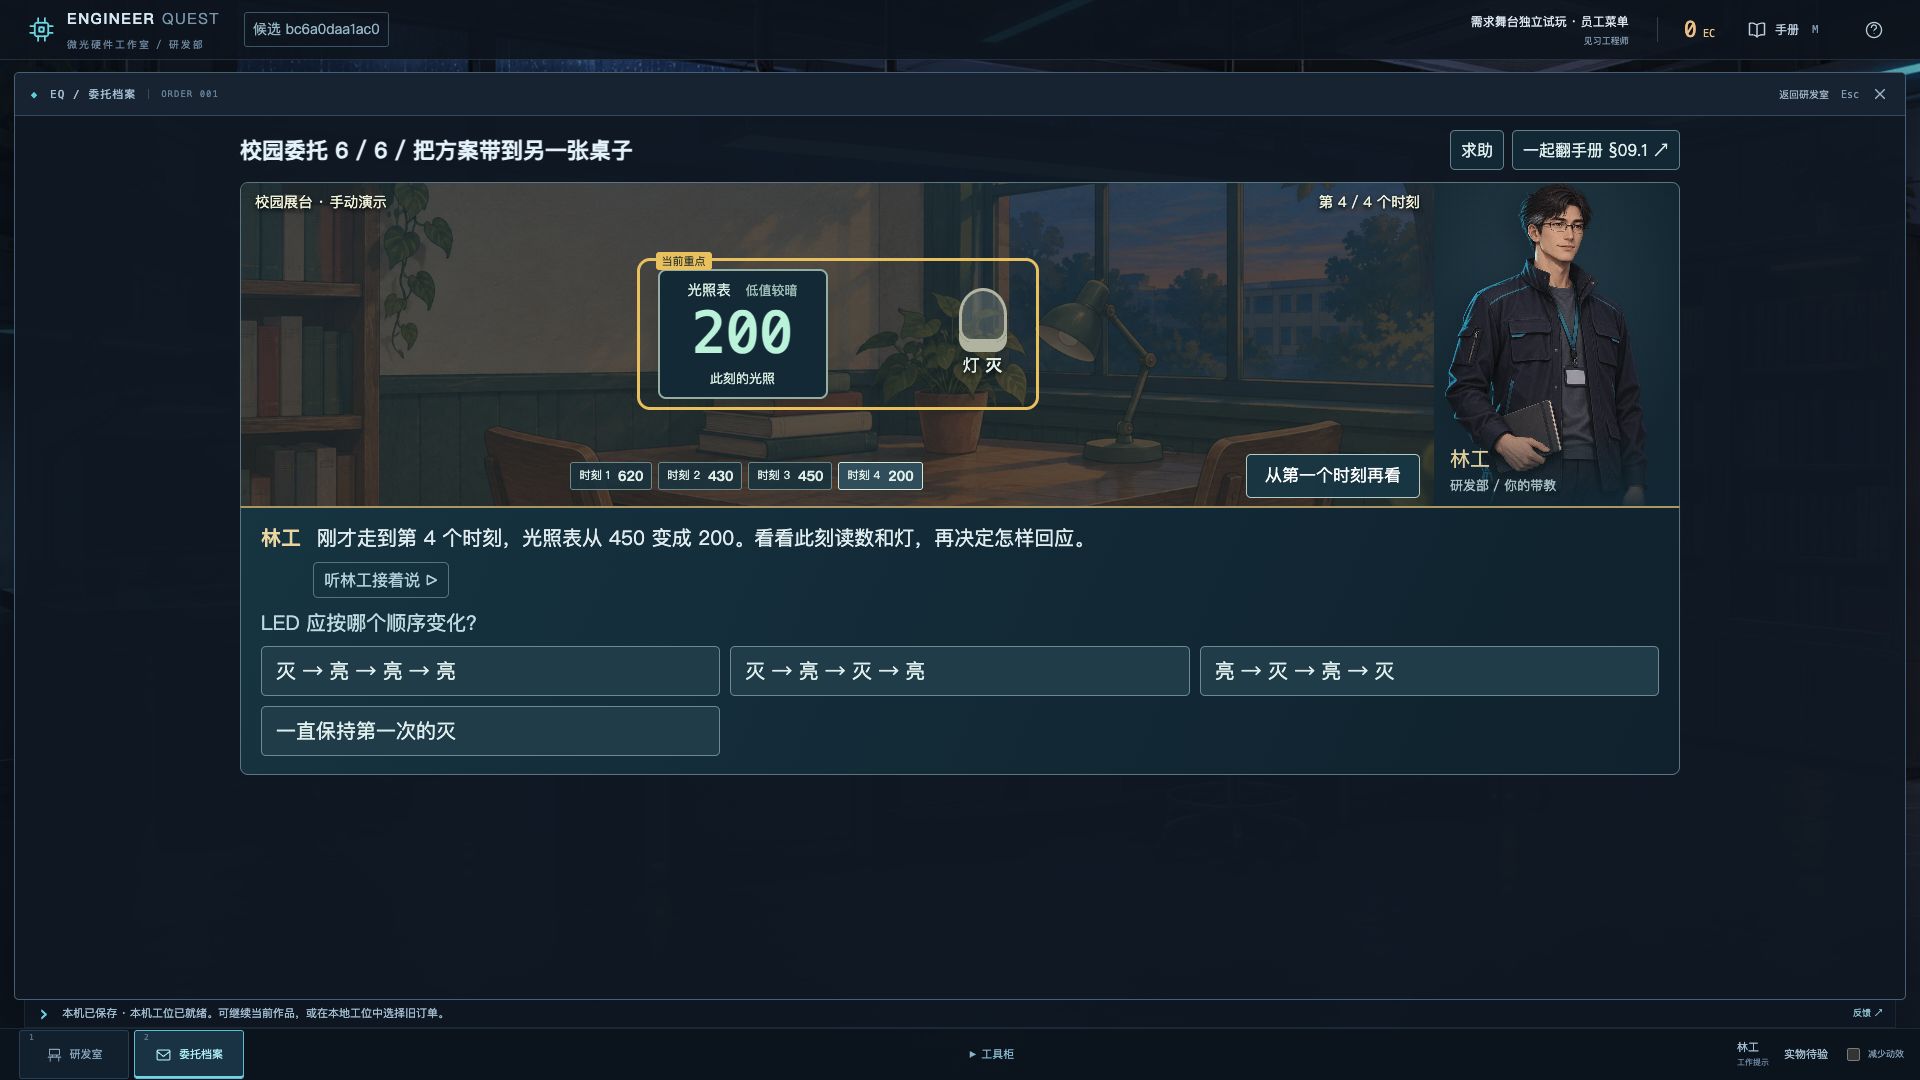 ENGINEER QUEST
微光硬件工作室 / 研发部
候选 bc6a0daa1ac0
需求舞台独立试玩 · 员工菜单
见习工程师
0 EC
手册 M
EQ / 委托档案 ORDER 001
返回研发室 Esc
校园委托 6 / 6 / 把方案带到另一张桌子
求助
一起翻手册 §09.1 ↗
校园展台 · 手动演示
第 4 / 4 个时刻
当前重点
光照表 低值较暗
200
此刻的光照
灯 灭
时刻 1 620
时刻 2 430
时刻 3 450
时刻 4 200
从第一个时刻再看
林工
研发部 / 你的带教
林工 刚才走到第 4 个时刻，光照表从 450 变成 200。看看此刻读数和灯，再决定怎样回应。
听林工接着说
LED 应按哪个顺序变化？
灭 → 亮 → 亮 → 亮
灭 → 亮 → 灭 → 亮
亮 → 灭 → 亮 → 灭
一直保持第一次的灭
本机已保存 · 本机工位已就绪。可继续当前作品，或在本地工位中选择旧订单。
反馈 ↗
1 研发室
2 委托档案
工具柜
林工
工作提示
实物待验
减少动效